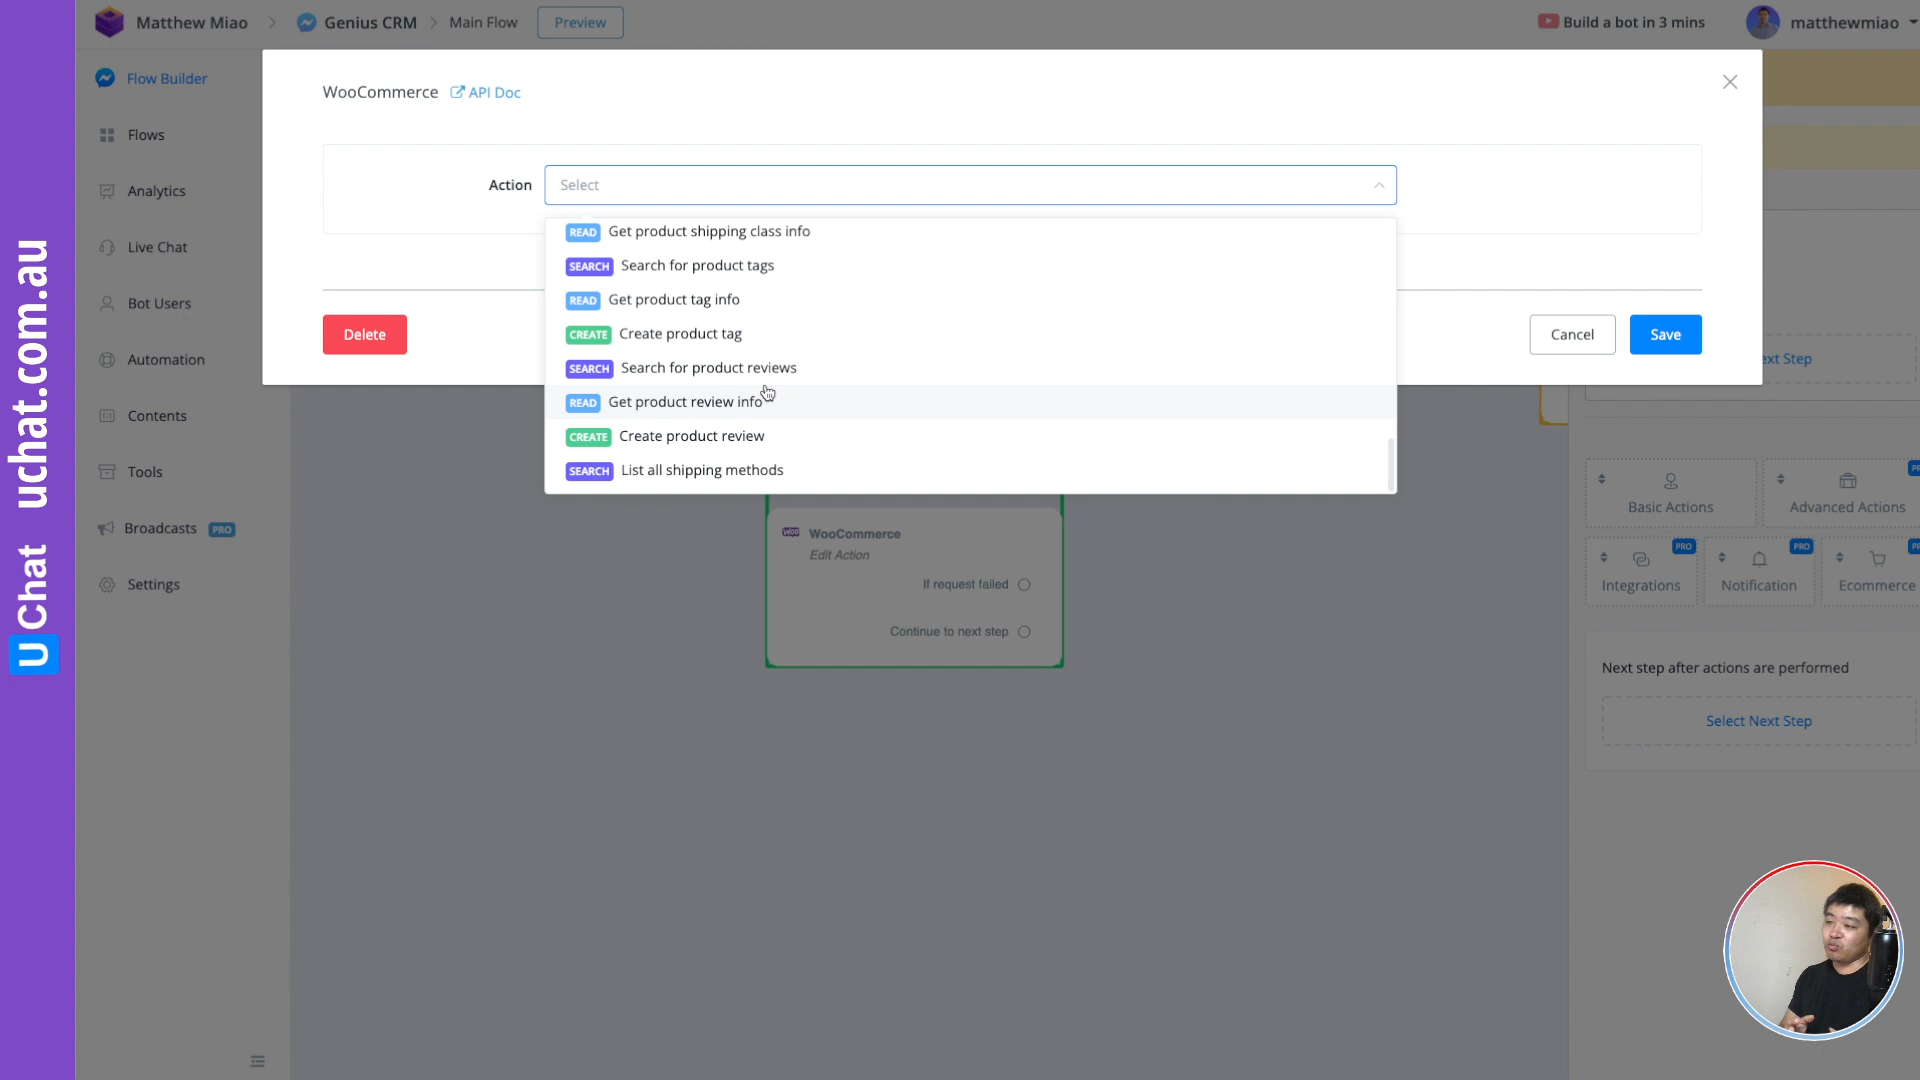 UChat uchat.com.au
Matthew Miao
Genius CRM
Main Flow
Preview
Build a bot in 3 mins
matthewmiao
Flow Builder
Flows
Analytics
Live Chat
Bot Users
Automation
Contents
Tools
Broadcasts PRO
Settings
WooCommerce API Doc
Action
Select
READ Get product shipping class info
SEARCH Search for product tags
READ Get product tag info
CREATE Create product tag
SEARCH Search for product reviews
READ Get product review info
CREATE Create product review
SEARCH List all shipping methods
Delete
Cancel
Save
ext Step
Woo WooCommerce
Edit Action
If request failed
Continue to next step
Basic Actions
Advanced Actions
PRO
Integrations
PRO
Notification
Ecommerce
Next step after actions are performed
Select Next Step